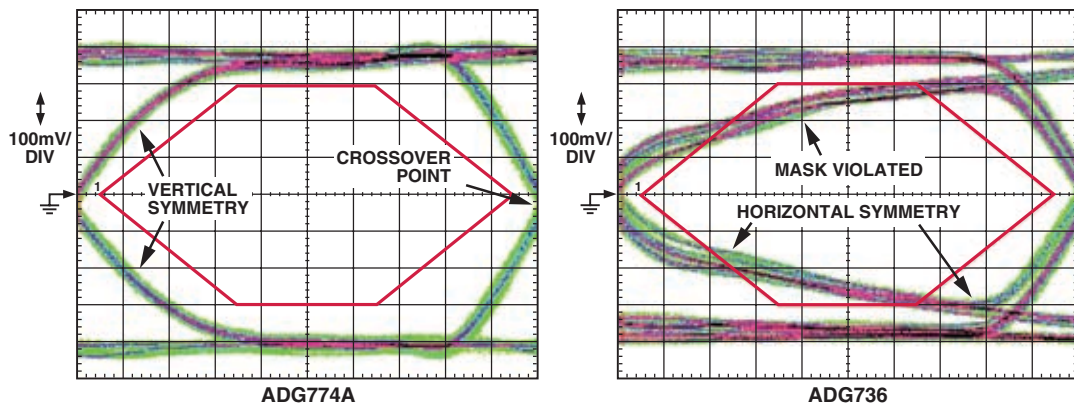 100mV/
DIV
1
VERTICAL
SYMMETRY
CROSSOVER
POINT
ADG774A
100mV/
DIV
1
MASK VIOLATED
HORIZONTAL SYMMETRY
ADG736